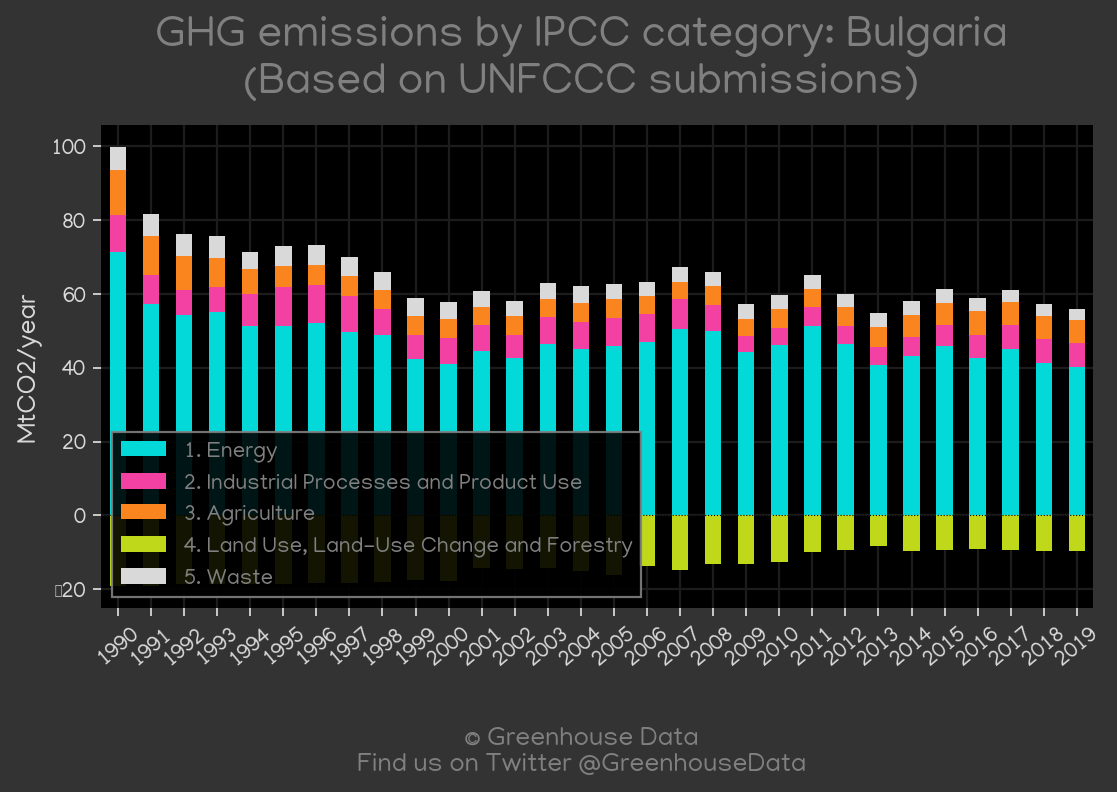 GHG emissions by IPCC category: Bulgaria
(Based on UNFCCC submissions)
MtCO2/year
100
80
60
40
20
0
▯20
1. Energy
2. Industrial Processes and Product Use
3. Agriculture
4. Land Use, Land-Use Change and Forestry
5. Waste
1990 1991 1992 1993 1994 1995 1996 1997 1998 1999 2000 2001 2002 2003 2004 2005 2006 2007 2008 2009 2010 2011 2012 2013 2014 2015 2016 2017 2018 2019
© Greenhouse Data
Find us on Twitter @GreenhouseData